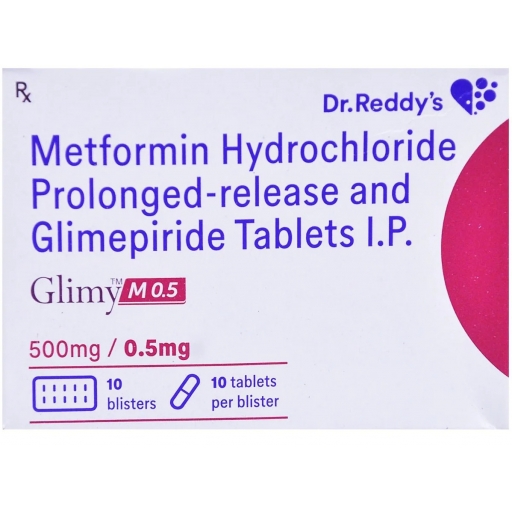 Rx
Dr.Reddy's
Metformin Hydrochloride
Prolonged-release and
Glimepiride Tablets I.P.
Glimy™ M 0.5
500mg / 0.5mg
10
blisters
10 tablets
per blister